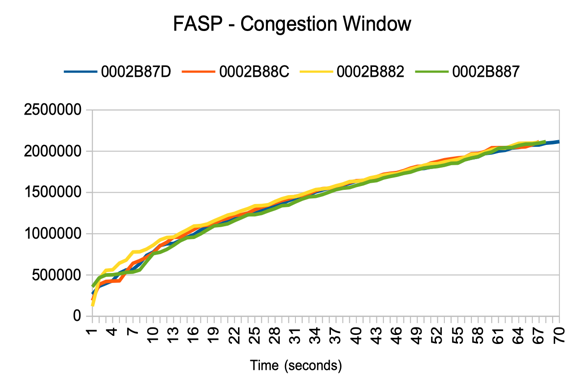 FASP - Congestion Window
0002B87D 0002B88C 0002B882 0002B887
2500000
2000000
1500000
1000000
500000
0
1 4 7 10 13 16 19 22 25 28 31 34 37 40 43 46 49 52 55 58 61 64 67 70
Time (seconds)